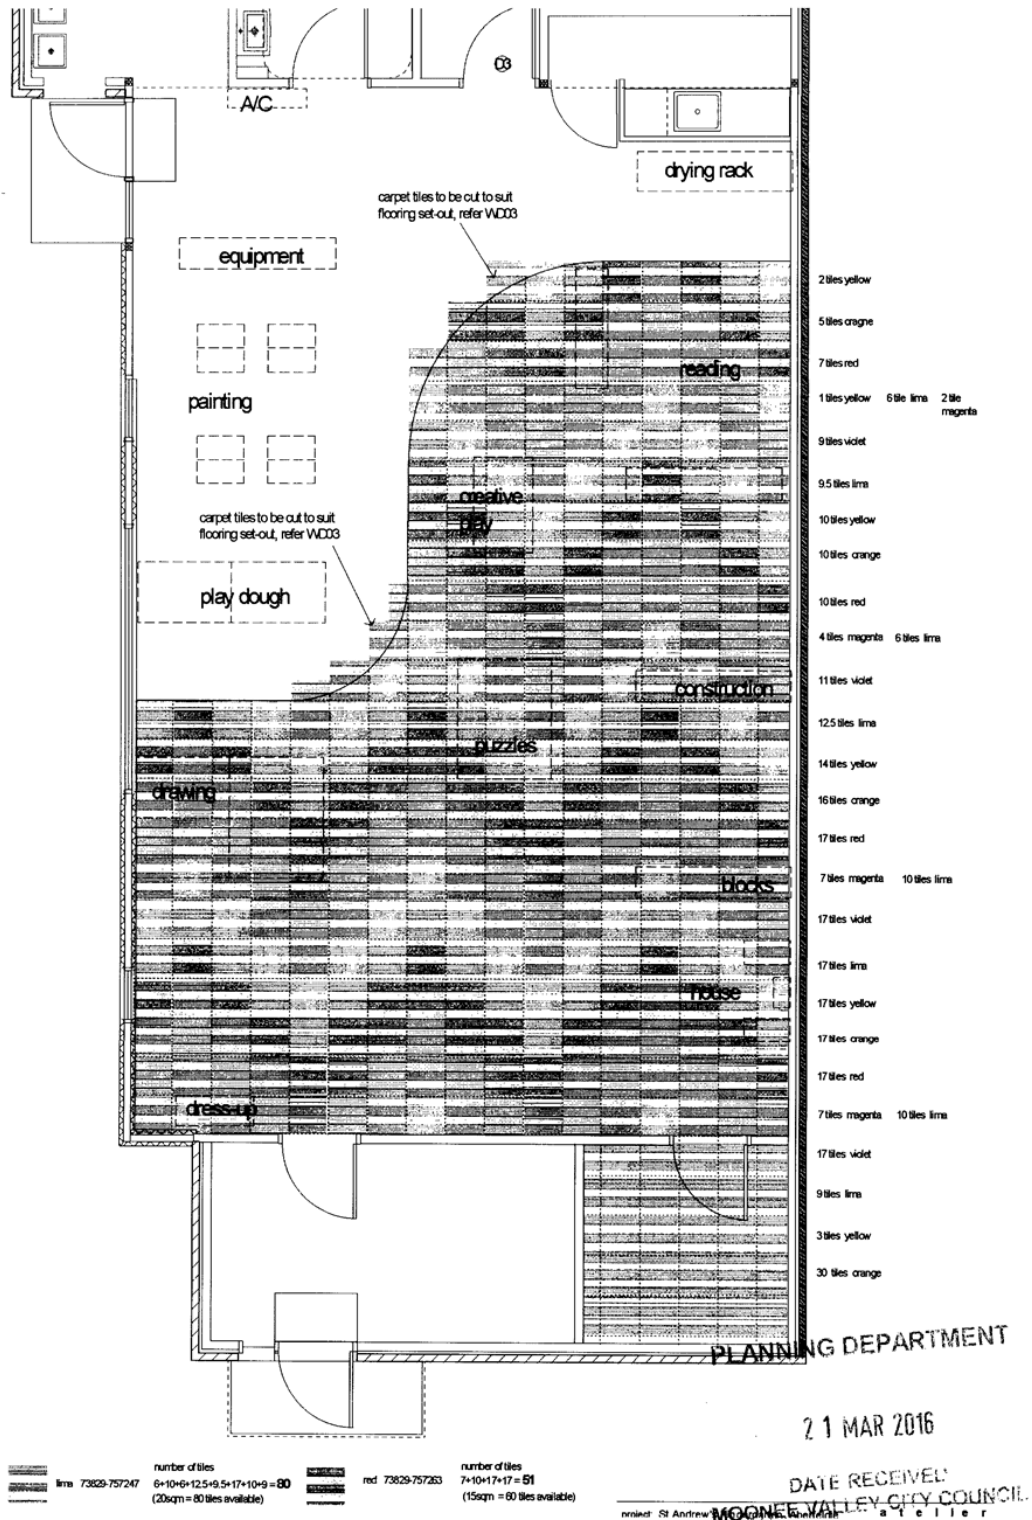 D3
A/C
drying rack
carpet tiles to be cut to suit
flooring set-out, refer WD03
equipment
2 tiles yellow
5 tiles oragne
7 tiles red
reading
painting
1 tiles yellow 6 tile lima 2 tile
magenta
9 tiles violet
9.5 tiles lima
creative
play
carpet tiles to be cut to suit
flooring set-out, refer WD03
10 tiles yellow
10 tiles orange
play dough
10 tiles red
4 tiles magenta 6 tiles lima
11 tiles violet
construction
12.5 tiles lima
puzzles
14 tiles yellow
drawing
16 tiles orange
17 tiles red
7 tiles magenta 10 tiles lima
blocks
17 tiles violet
17 tiles lima
house
17 tiles yellow
17 tiles orange
17 tiles red
dress-up
7 tiles magenta 10 tiles lima
17 tiles violet
9 tiles lima
3 tiles yellow
30 tiles orange
PLANNING DEPARTMENT
21 MAR 2016
DATE RECEIVED
MOONEE VALLEY CITY COUNCIL
lima 73829-757247
number of tiles
6+10+6+12.5+9.5+17+10+9 = 80
(20sqm = 80 tiles available)
red 73829-757263
number of tiles
7+10+17+17 = 51
(15sqm = 60 tiles available)
project: St Andrew's
atelier